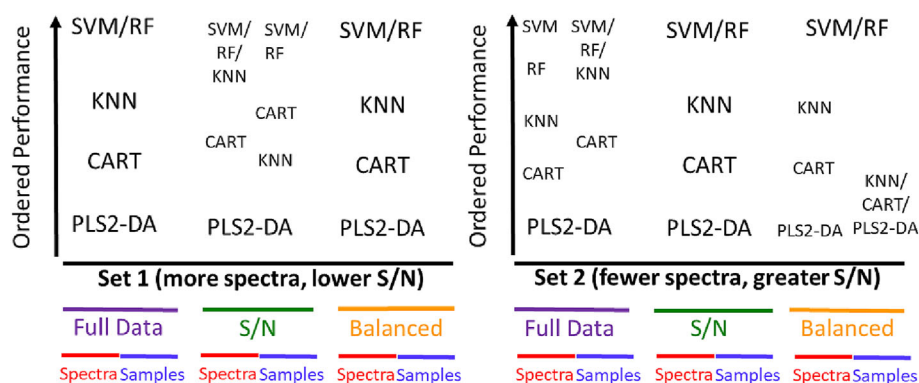 Ordered Performance
SVM/RF
SVM/ SVM/
RF/ RF
KNN
SVM/RF
KNN
CART
KNN
CART
CART
KNN
CART
PLS2-DA
PLS2-DA
PLS2-DA
Set 1 (more spectra, lower S/N)
Full Data
S/N
Balanced
Spectra Samples
Spectra Samples
Spectra Samples
Ordered Performance
SVM SVM/
RF/
RF
KNN
SVM/RF
SVM/RF
KNN
KNN
KNN
CART
CART
CART
CART
KNN/
CART/
PLS-DA
PLS2-DA
PLS2-DA
PLS2-DA
Set 2 (fewer spectra, greater S/N)
Full Data
S/N
Balanced
Spectra Samples
Spectra Samples
Spectra Samples